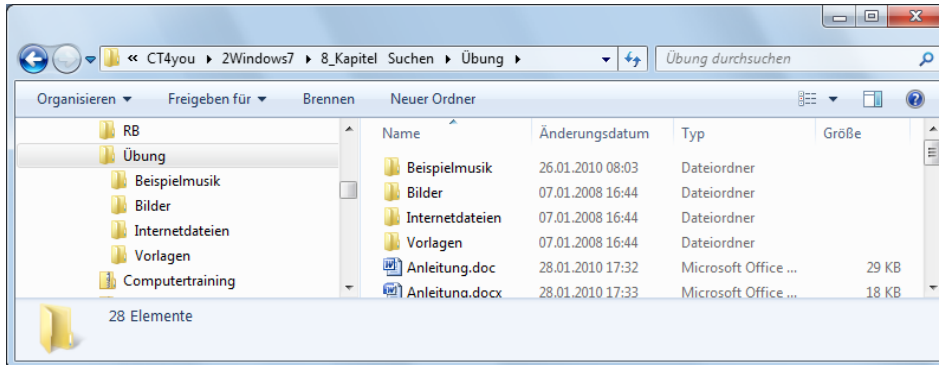 « CT4you ▸ 2Windows7 ▸ 8_Kapitel Suchen ▸ Übung ▸ Übung durchsuchen
Organisieren Freigeben für Brennen Neuer Ordner
RB
Übung
Beispielmusik
Bilder
Internetdateien
Vorlagen
Computertraining
Name Änderungsdatum Typ Größe
Beispielmusik 26.01.2010 08:03 Dateiordner
Bilder 07.01.2008 16:44 Dateiordner
Internetdateien 07.01.2008 16:44 Dateiordner
Vorlagen 07.01.2008 16:44 Dateiordner
Anleitung.doc 28.01.2010 17:32 Microsoft Office ... 29 KB
Anleitung.docx 28.01.2010 17:33 Microsoft Office ... 18 KB
28 Elemente